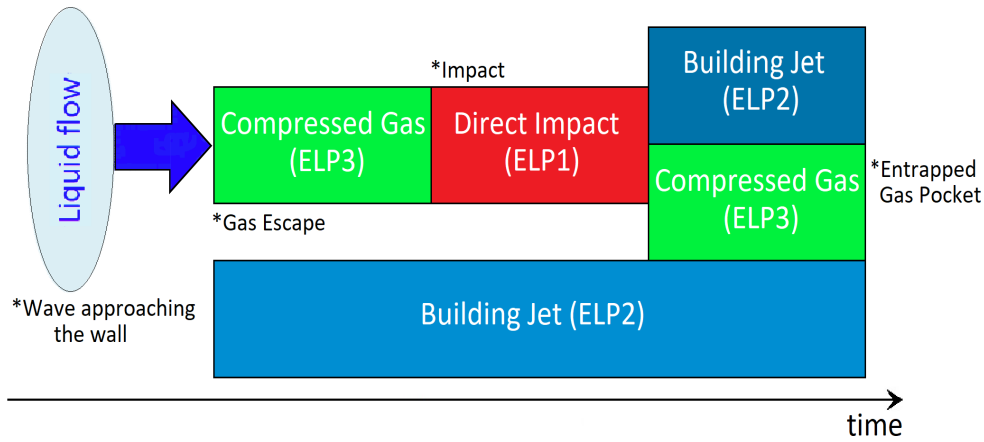 Liquid flow
*Wave approaching
the wall
Compressed Gas
(ELP3)
*Gas Escape
*Impact
Direct Impact
(ELP1)
Building Jet
(ELP2)
Compressed Gas
(ELP3)
*Entrapped
Gas Pocket
Building Jet (ELP2)
time